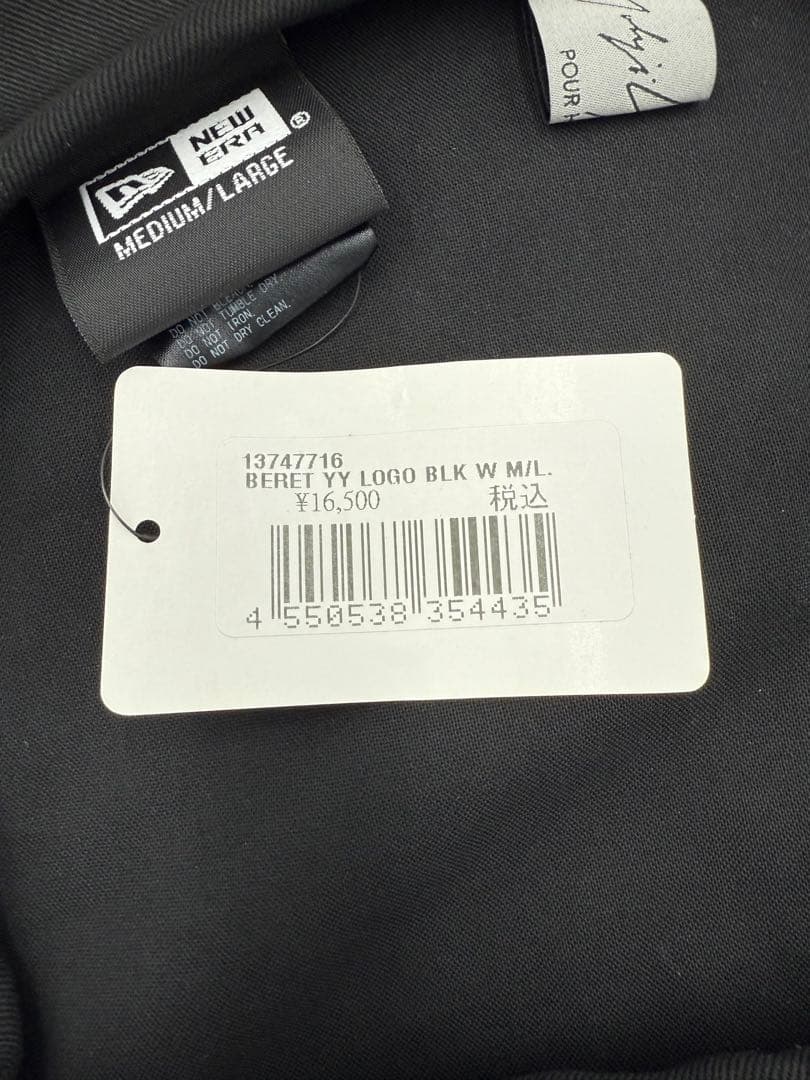 POUR
NEW
ERA
®
MEDIUM/LARGE
DO NOT TUMBLE DRY.
DO NOT IRON.
DO NOT DRY CLEAN.
13747716
BERET YY LOGO BLK W M/L.
¥16,500 税込
4 550538 354435